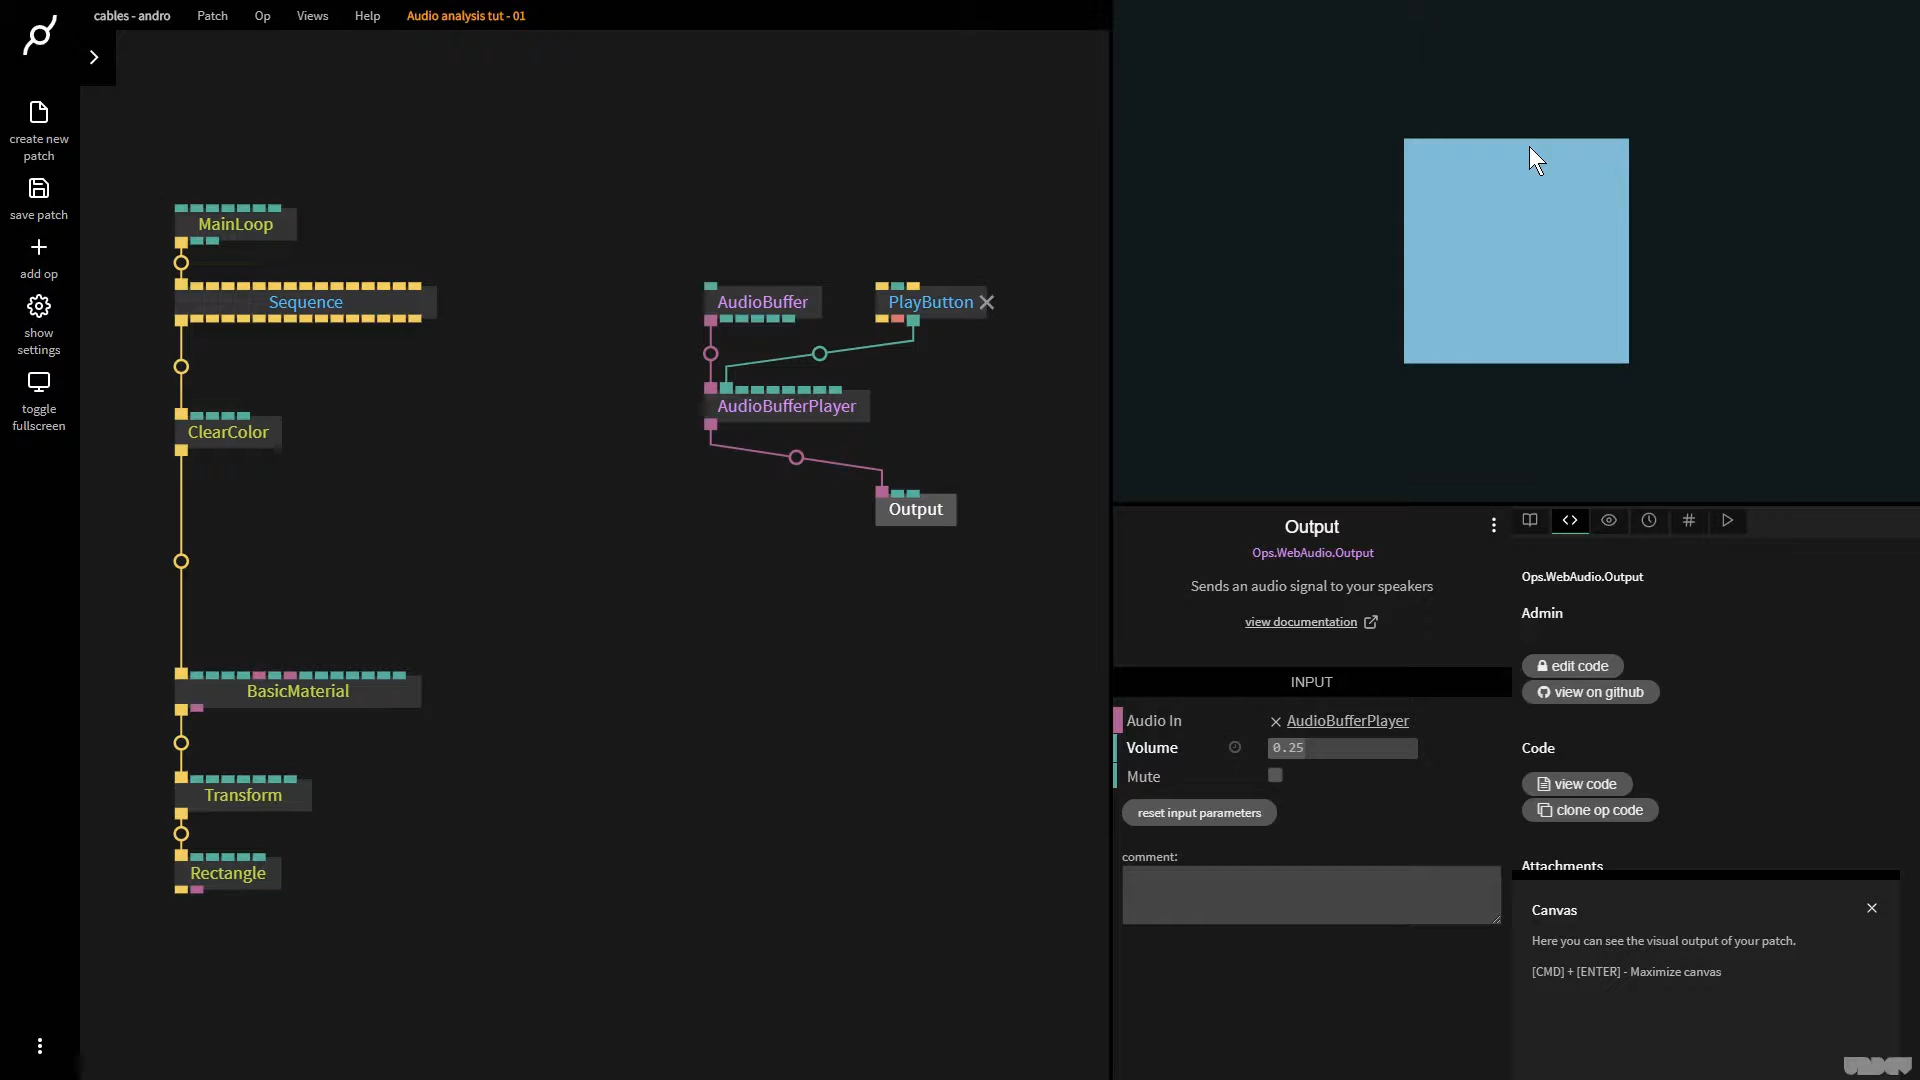 cables - andro
Patch
Op
Views
Help
Audio analysis tut - 01
create new
patch
save patch
add op
show
settings
toggle
fullscreen
MainLoop
Sequence
ClearColor
BasicMaterial
Transform
Rectangle
AudioBuffer
PlayButton
AudioBufferPlayer
Output
Output
Ops.WebAudio.Output
Sends an audio signal to your speakers
view documentation
INPUT
Audio In
AudioBufferPlayer
Volume
0.25
Mute
reset input parameters
comment:
Ops.WebAudio.Output
Admin
edit code
view on github
Code
view code
clone op code
Attachments
Canvas
Here you can see the visual output of your patch.
[CMD] + [ENTER] - Maximize canvas